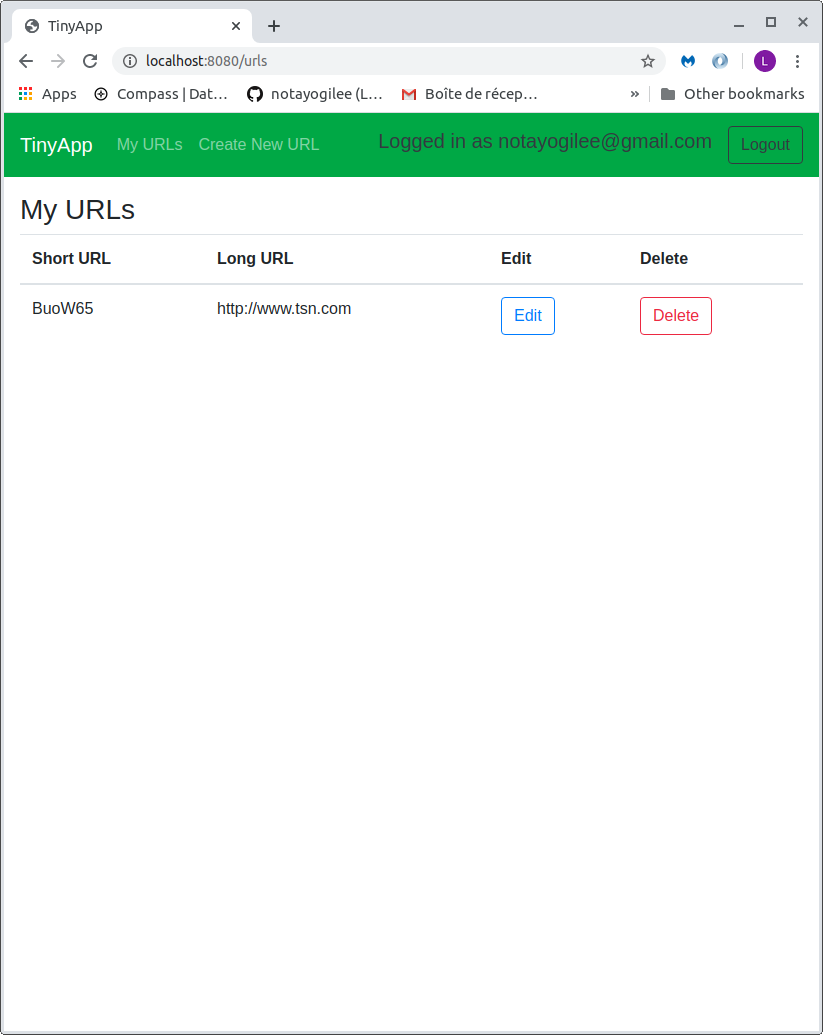 TinyApp
localhost:8080/urls
L
Apps Compass | Dat... notayogilee (L... Boîte de récep... » Other bookmarks
TinyApp My URLs Create New URL Logged in as notayogilee@gmail.com Logout
My URLs
Short URL Long URL Edit Delete
BuoW65 http://www.tsn.com Edit Delete